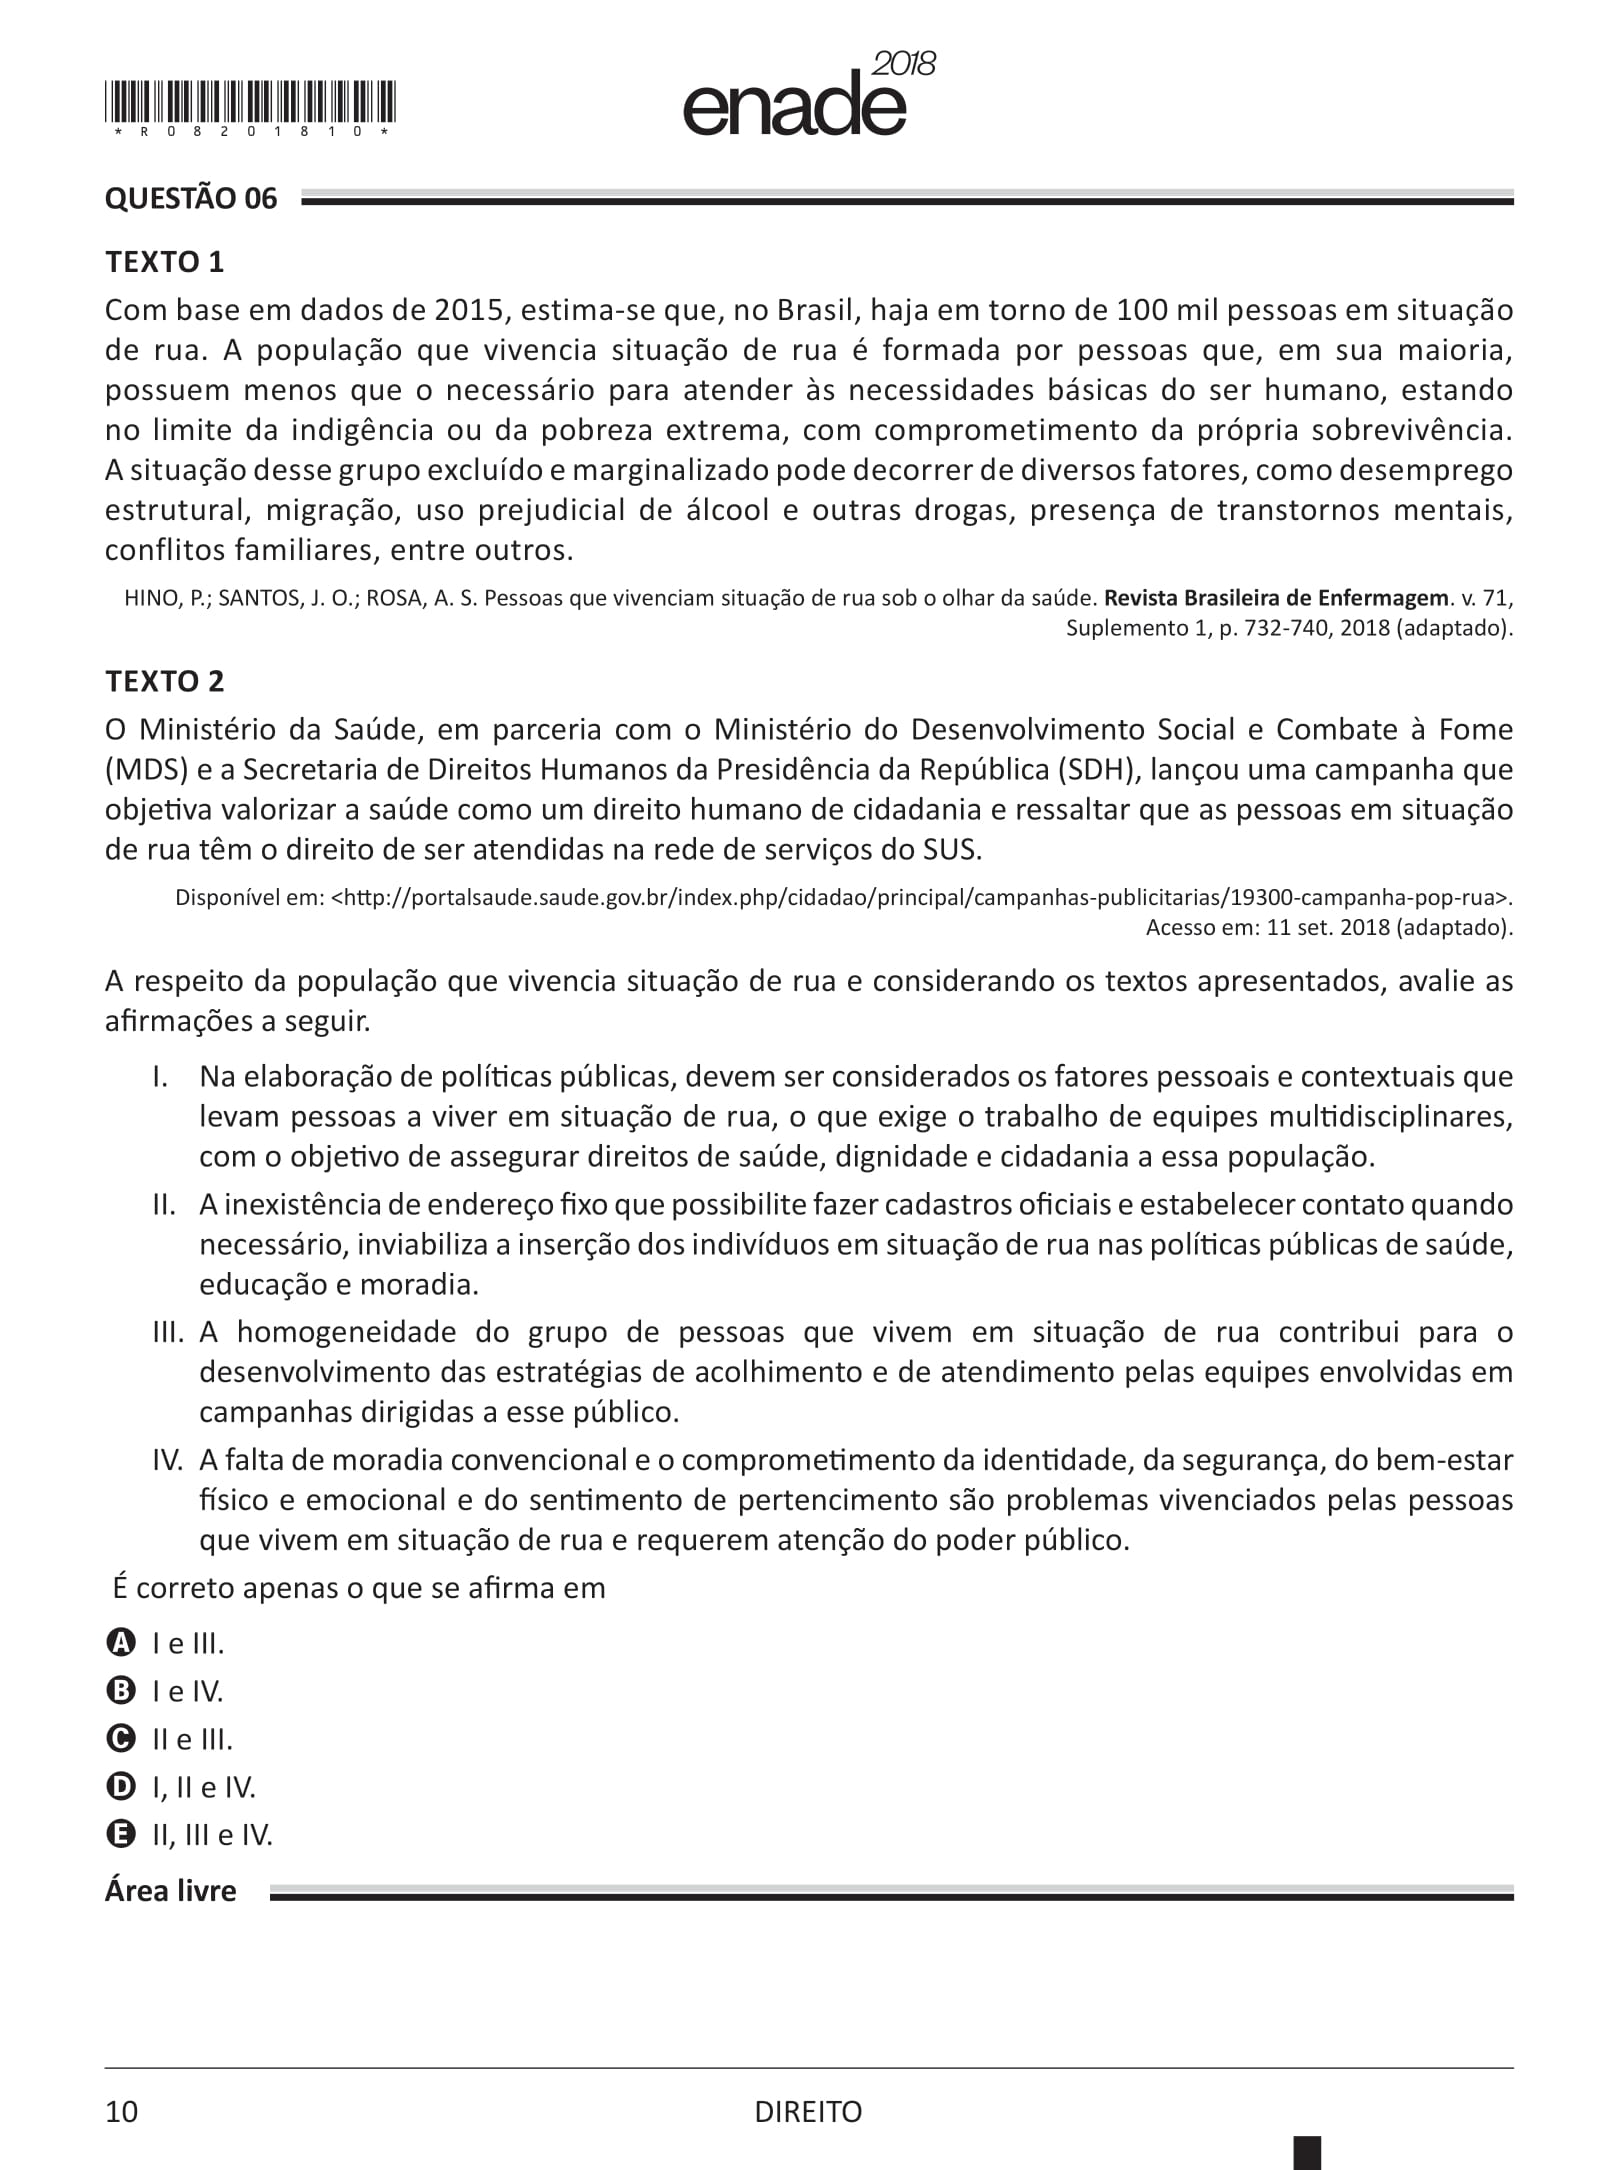 *R08201810*
enade2018
QUESTÃO 06
TEXTO 1
Com base em dados de 2015, estima-se que, no Brasil, haja em torno de 100 mil pessoas em situação
de rua. A população que vivencia situação de rua é formada por pessoas que, em sua maioria,
possuem menos que o necessário para atender às necessidades básicas do ser humano, estando
no limite da indigência ou da pobreza extrema, com comprometimento da própria sobrevivência.
A situação desse grupo excluído e marginalizado pode decorrer de diversos fatores, como desemprego
estrutural, migração, uso prejudicial de álcool e outras drogas, presença de transtornos mentais,
conflitos familiares, entre outros.
HINO, P.; SANTOS, J. O.; ROSA, A. S. Pessoas que vivenciam situação de rua sob o olhar da saúde. Revista Brasileira de Enfermagem. v. 71,
Suplemento 1, p. 732-740, 2018 (adaptado).
TEXTO 2
O Ministério da Saúde, em parceria com o Ministério do Desenvolvimento Social e Combate à Fome
(MDS) e a Secretaria de Direitos Humanos da Presidência da República (SDH), lançou uma campanha que
objetiva valorizar a saúde como um direito humano de cidadania e ressaltar que as pessoas em situação
de rua têm o direito de ser atendidas na rede de serviços do SUS.
Disponível em: <http://portalsaude.saude.gov.br/index.php/cidadao/principal/campanhas-publicitarias/19300-campanha-pop-rua>.
Acesso em: 11 set. 2018 (adaptado).
A respeito da população que vivencia situação de rua e considerando os textos apresentados, avalie as
afirmações a seguir.
I. Na elaboração de políticas públicas, devem ser considerados os fatores pessoais e contextuais que
levam pessoas a viver em situação de rua, o que exige o trabalho de equipes multidisciplinares,
com o objetivo de assegurar direitos de saúde, dignidade e cidadania a essa população.
II. A inexistência de endereço fixo que possibilite fazer cadastros oficiais e estabelecer contato quando
necessário, inviabiliza a inserção dos indivíduos em situação de rua nas políticas públicas de saúde,
educação e moradia.
III. A homogeneidade do grupo de pessoas que vivem em situação de rua contribui para o
desenvolvimento das estratégias de acolhimento e de atendimento pelas equipes envolvidas em
campanhas dirigidas a esse público.
IV. A falta de moradia convencional e o comprometimento da identidade, da segurança, do bem-estar
físico e emocional e do sentimento de pertencimento são problemas vivenciados pelas pessoas
que vivem em situação de rua e requerem atenção do poder público.
É correto apenas o que se afirma em
A I e III.
B I e IV.
C II e III.
D I, II e IV.
E II, III e IV.
Área livre
10
DIREITO